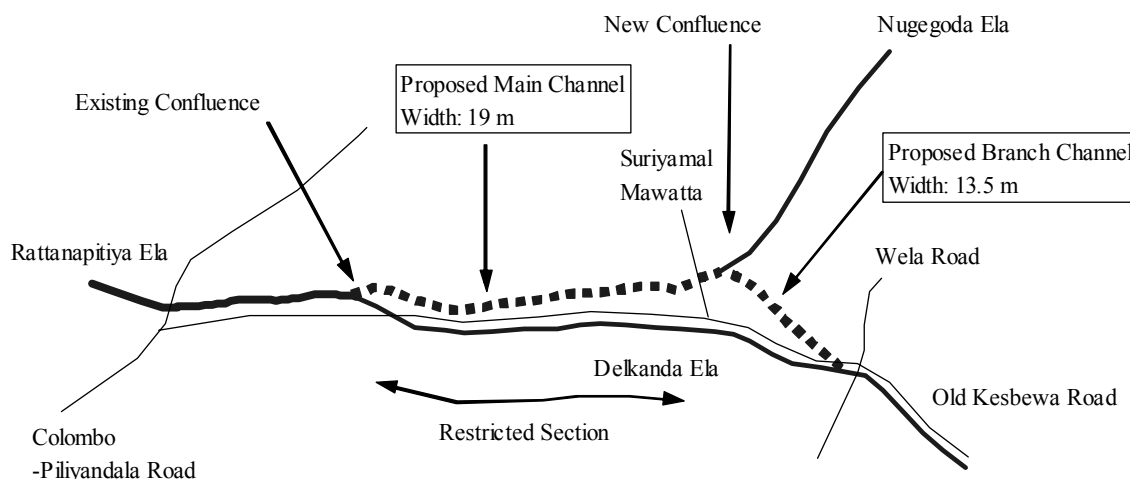 New Confluence
Nugegoda Ela
Proposed Main Channel
Width: 19 m
Existing Confluence
Suriyamal
Mawatta
Proposed Branch Channel
Width: 13.5 m
Rattanapitiya Ela
Wela Road
Delkanda Ela
Old Kesbewa Road
Restricted Section
Colombo
-Piliyandala Road